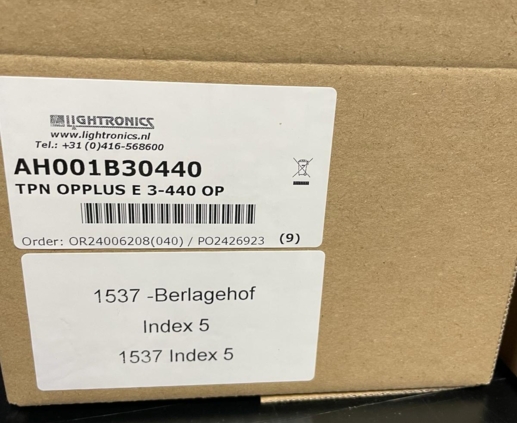 LIGHTRONICS
www.lightronics.nl
Tel.: +31 (0)416-568600
AH001B30440
TPN OPPLUS E 3-440 OP
Order: OR24006208(040) / PO2426923 (9)
1537 -Berlagehof
Index 5
1537 Index 5